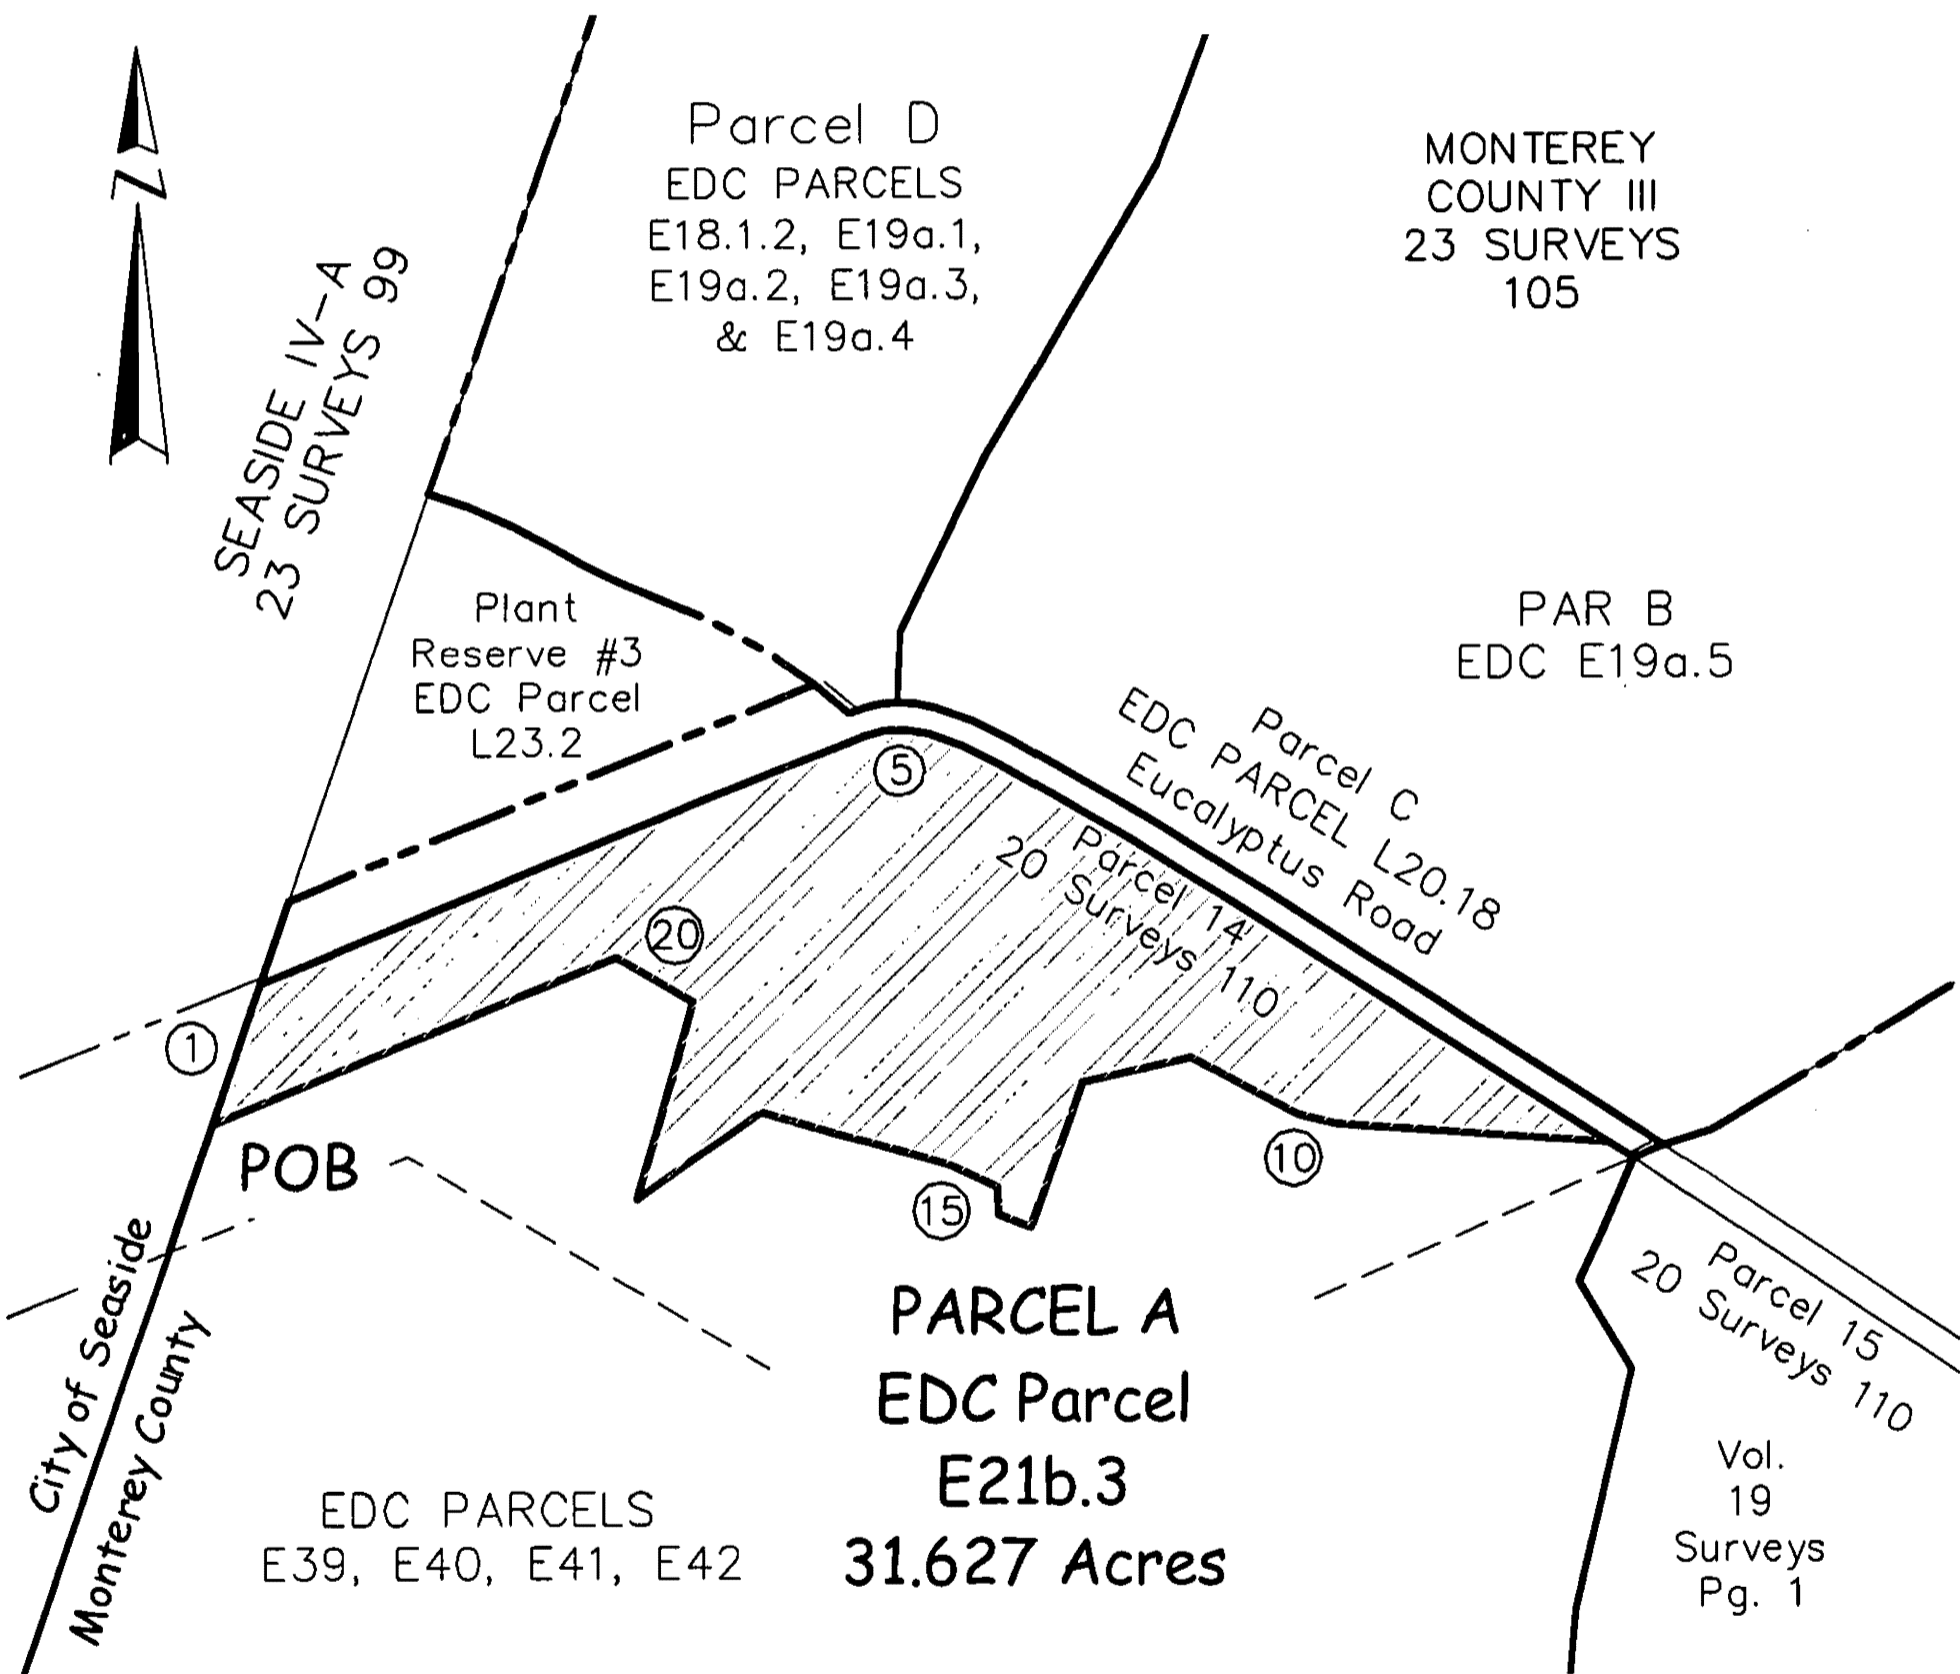 N
Parcel D
EDC PARCELS
E18.1.2, E19a.1,
E19a.2, E19a.3,
& E19a.4
MONTEREY
COUNTY III
23 SURVEYS
105
SEASIDE IV-A
23 SURVEYS 99
Plant
Reserve #3
EDC Parcel
L23.2
PAR B
EDC E19a.5
Parcel C
EDC PARCEL L20.18
Eucalyptus Road
5
Parcel 14
20 Surveys 110
20
1
POB
10
15
City of Seaside
Monterey County
PARCEL A
EDC Parcel
E21b.3
31.627 Acres
EDC PARCELS
E39, E40, E41, E42
Parcel 15
20 Surveys 110
Vol.
19
Surveys
Pg. 1